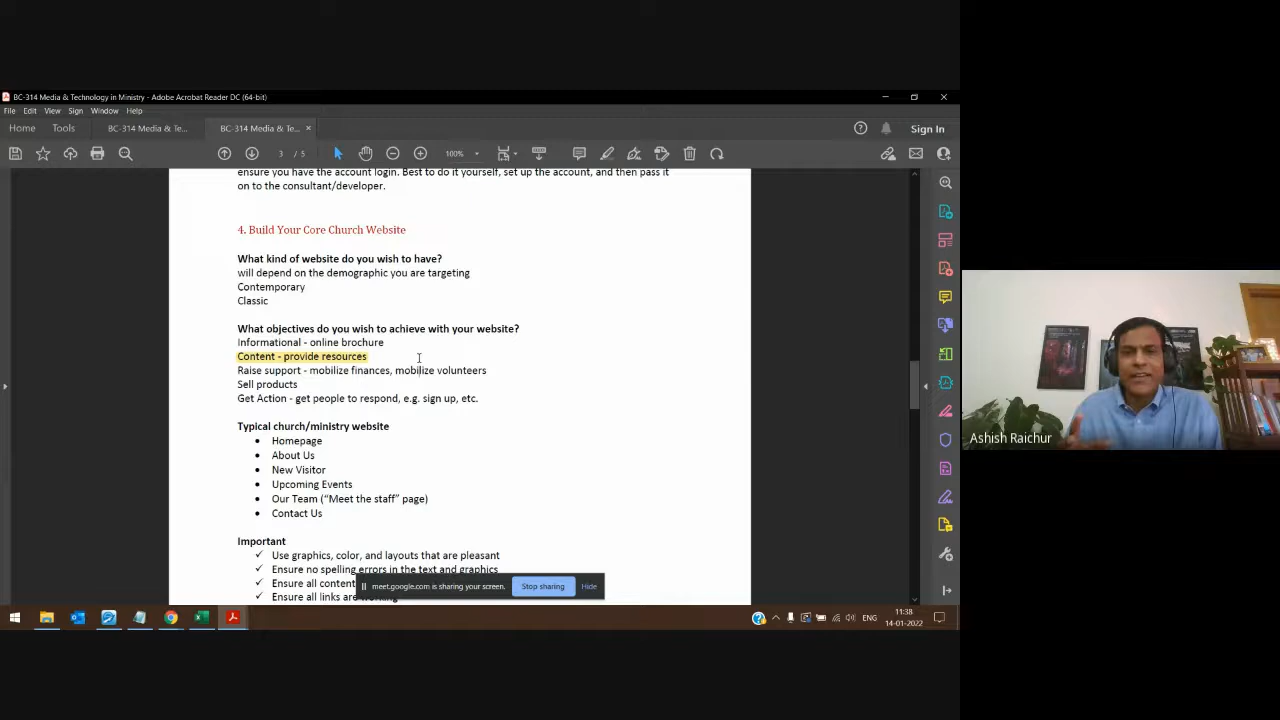 BC-314 Media & Technology in Ministry - Adobe Acrobat Reader DC (64-bit)
File Edit View Sign Window Help
Home Tools BC-314 Media & Te... BC-314 Media & Te... × Sign In
3 / 5 100%
ensure you have the account login. Best to do it yourself, set up the account, and then pass it
on to the consultant/developer.
4. Build Your Core Church Website
What kind of website do you wish to have?
will depend on the demographic you are targeting
Contemporary
Classic
What objectives do you wish to achieve with your website?
Informational - online brochure
Content - provide resources
Raise support - mobilize finances, mobilize volunteers
Sell products
Get Action - get people to respond, e.g. sign up, etc.
Typical church/ministry website
• Homepage
• About Us
• New Visitor
• Upcoming Events
• Our Team (“Meet the staff” page)
• Contact Us
Important
✓ Use graphics, color, and layouts that are pleasant
✓ Ensure no spelling errors in the text and graphics
✓ Ensure all content
✓ Ensure all links are working
meet.google.com is sharing your screen. Stop sharing Hide
Ashish Raichur
ENG 11:38
14-01-2022